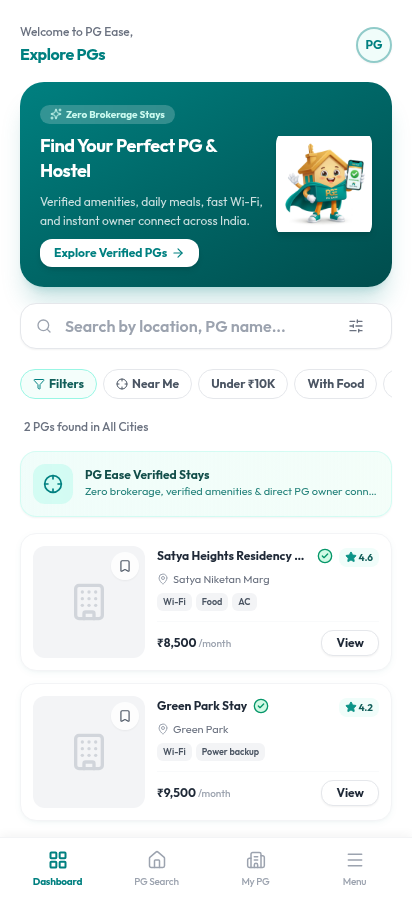 Welcome to PG Ease,
Explore PGs
PG
Zero Brokerage Stays
Find Your Perfect PG &
Hostel
Verified amenities, daily meals, fast Wi-Fi,
and instant owner connect across India.
Explore Verified PGs
Search by location, PG name...
Filters
Near Me
Under ₹10K
With Food
2 PGs found in All Cities
PG Ease Verified Stays
Zero brokerage, verified amenities & direct PG owner conn...
Satya Heights Residency ...
4.6
Satya Niketan Marg
Wi-Fi
Food
AC
₹8,500 /month
View
Green Park Stay
4.2
Green Park
Wi-Fi
Power backup
₹9,500 /month
View
Dashboard
PG Search
My PG
Menu